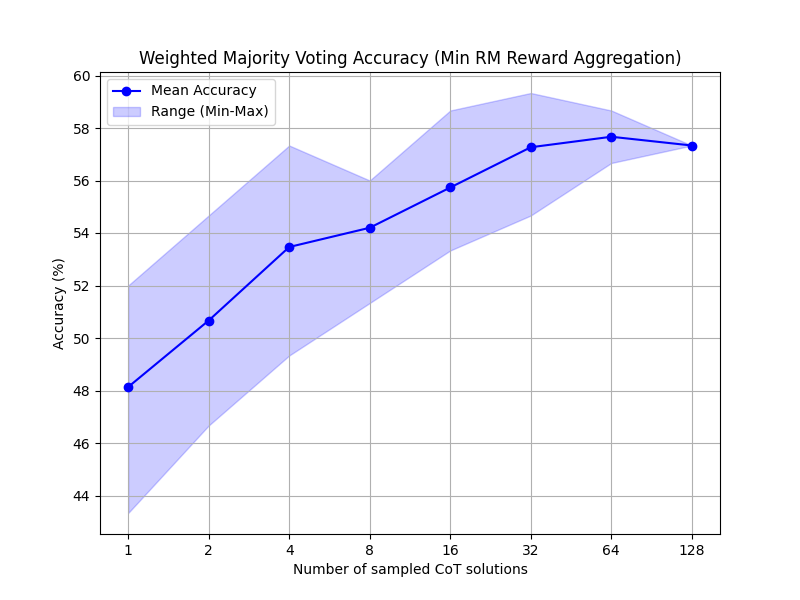 Weighted Majority Voting Accuracy (Min RM Reward Aggregation)
Mean Accuracy
Range (Min-Max)
Accuracy (%)
60
58
56
54
52
50
48
46
44
1 2 4 8 16 32 64 128
Number of sampled CoT solutions